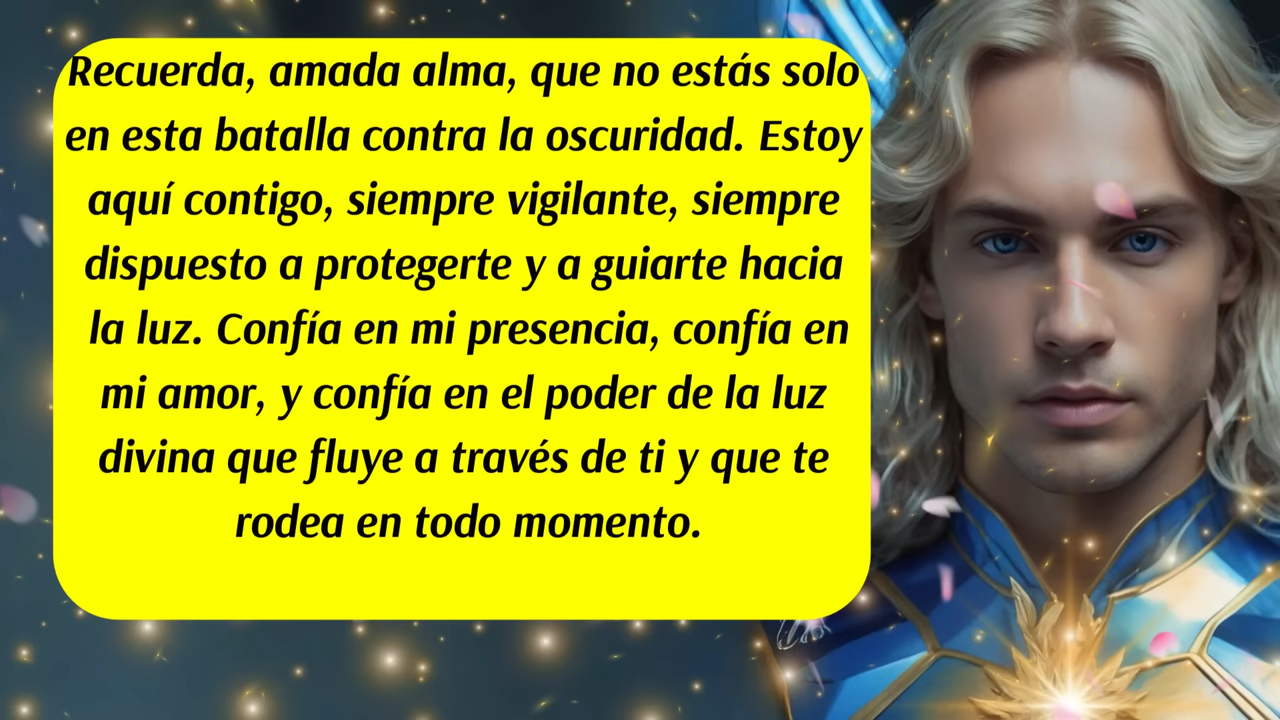 Recuerda, amada alma, que no estás solo
en esta batalla contra la oscuridad. Estoy
aquí contigo, siempre vigilante, siempre
dispuesto a protegerte y a guiarte hacia
la luz. Confía en mi presencia, confía en
mi amor, y confía en el poder de la luz
divina que fluye a través de ti y que te
rodea en todo momento.